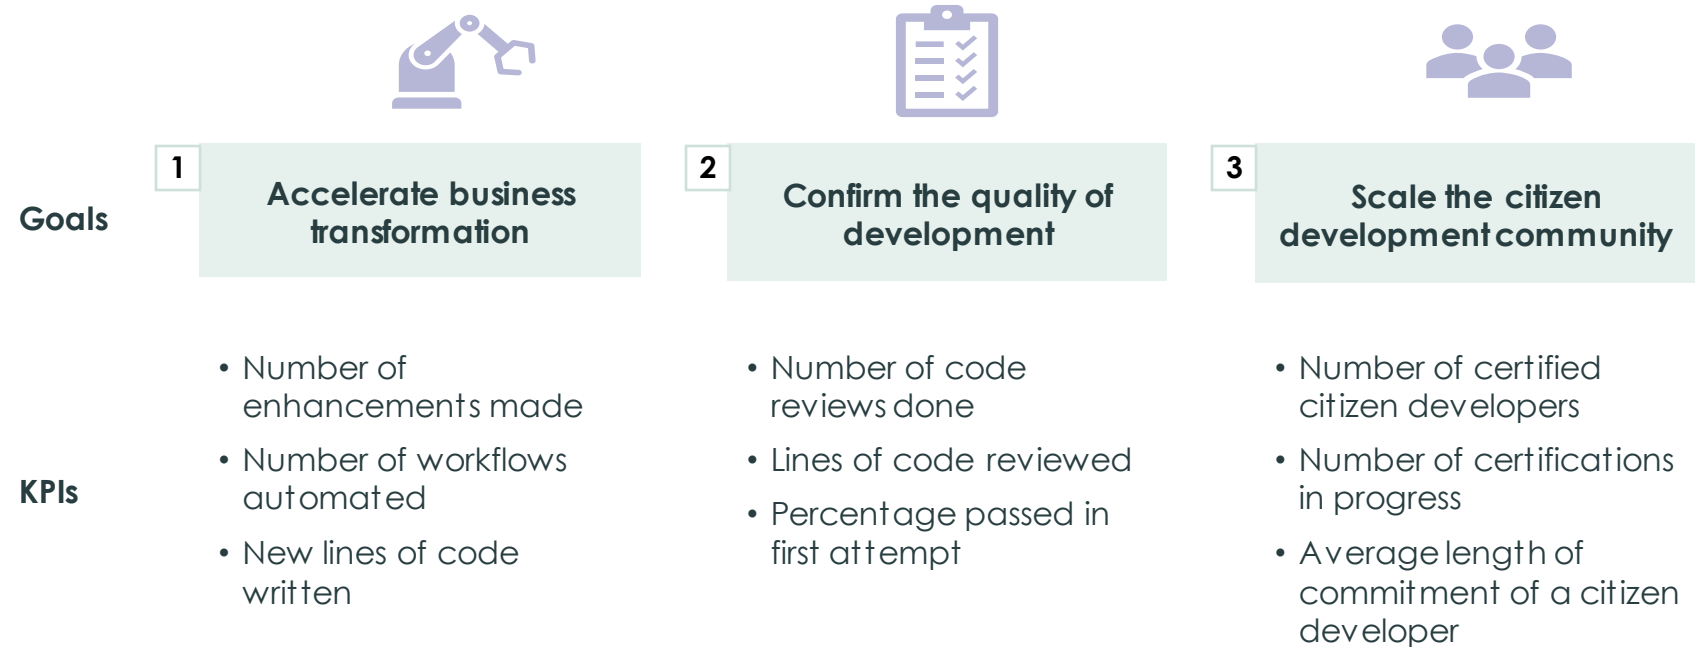 Goals
1
Accelerate business
transformation
2
Confirm the quality of
development
3
Scale the citizen
development community
KPIs
• Number of
enhancements made
• Number of workflows
automated
• New lines of code
written
• Number of code
reviews done
• Lines of code reviewed
• Percentage passed in
first attempt
• Number of certified
citizen developers
• Number of certifications
in progress
• Average length of
commitment of a citizen
developer